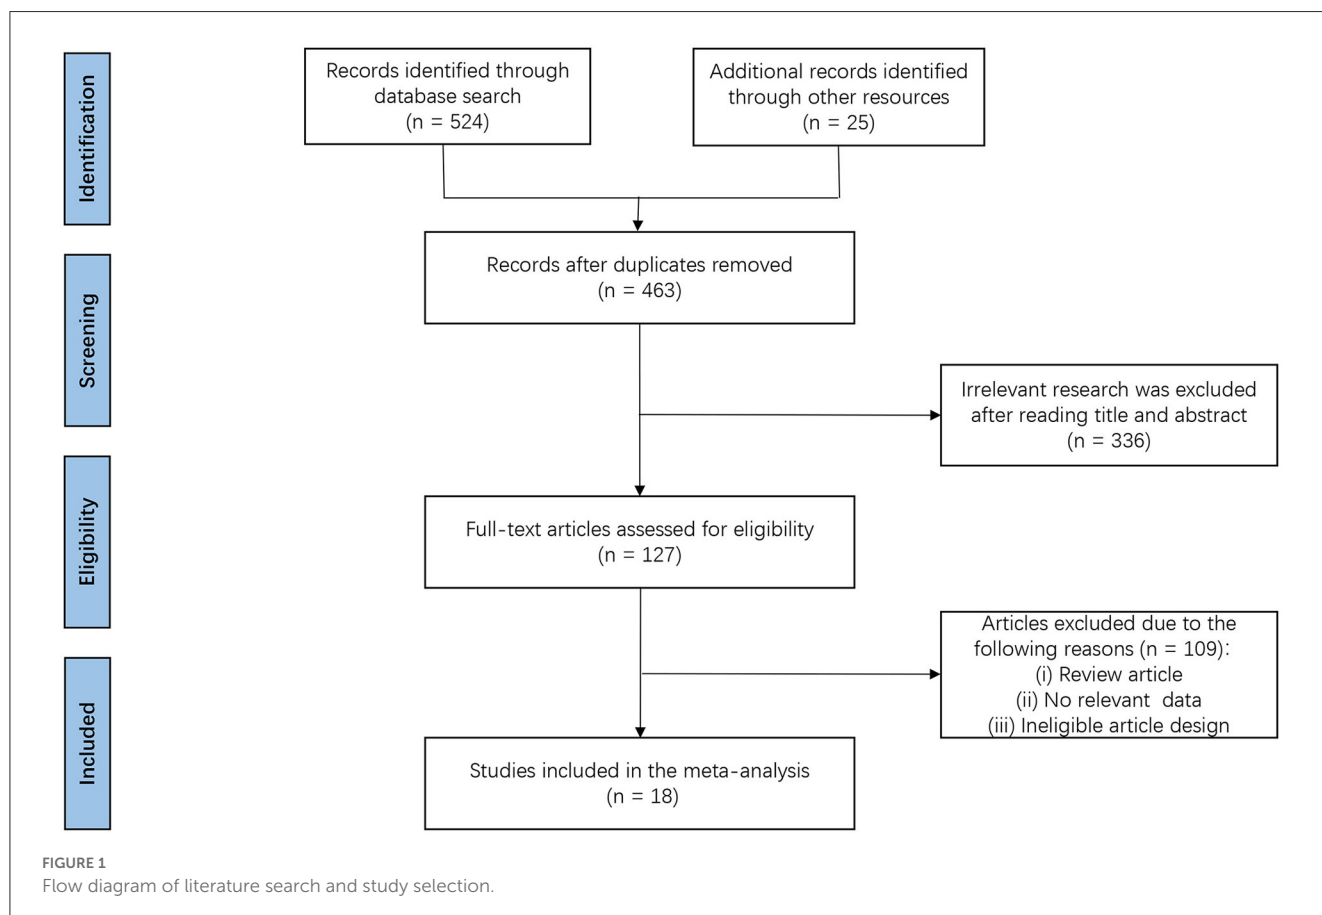 Identification
Records identified through
database search
(n = 524)
Additional records identified
through other resources
(n = 25)
Screening
Records after duplicates removed
(n = 463)
Irrelevant research was excluded
after reading title and abstract
(n = 336)
Eligibility
Full-text articles assessed for eligibility
(n = 127)
Articles excluded due to the
following reasons (n = 109):
(i) Review article
(ii) No relevant data
(iii) Ineligible article design
Included
Studies included in the meta-analysis
(n = 18)
FIGURE 1
Flow diagram of literature search and study selection.